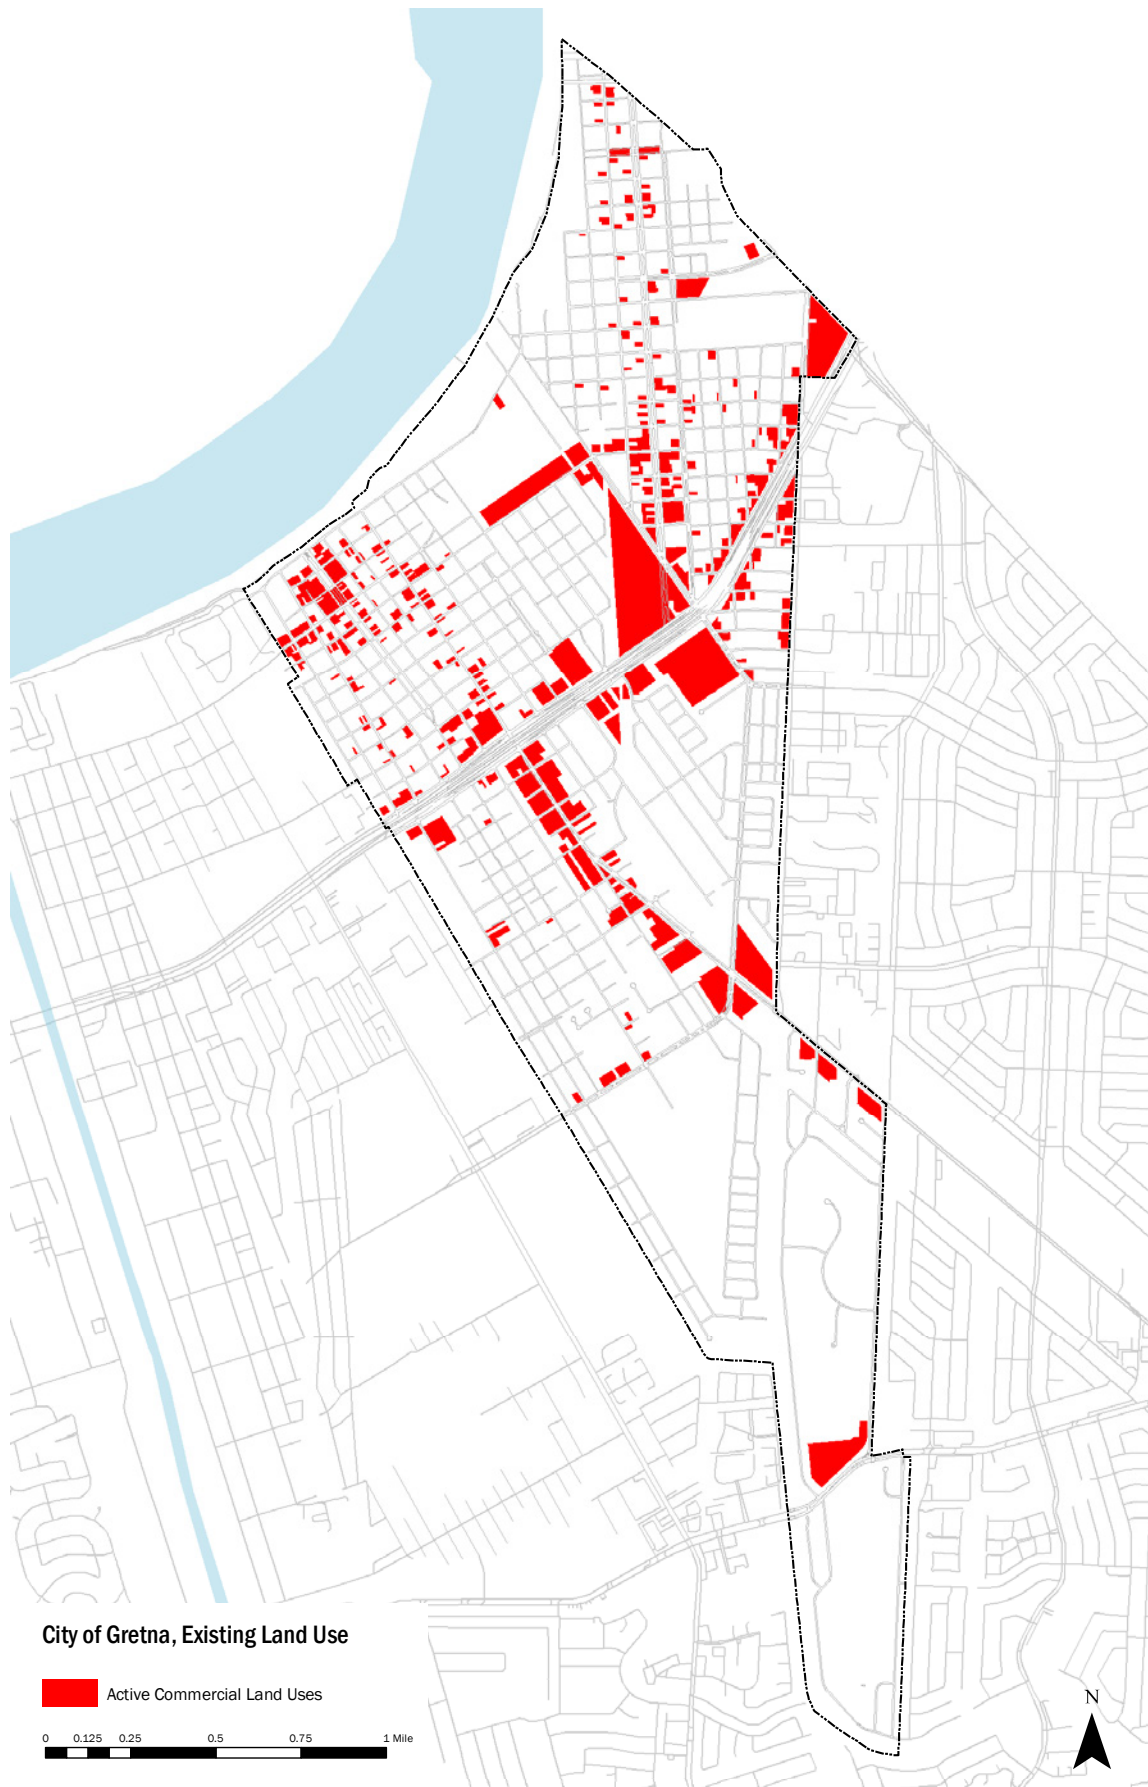 City of Gretna, Existing Land Use
Active Commercial Land Uses
0 0.125 0.25 0.5 0.75 1 Mile
N